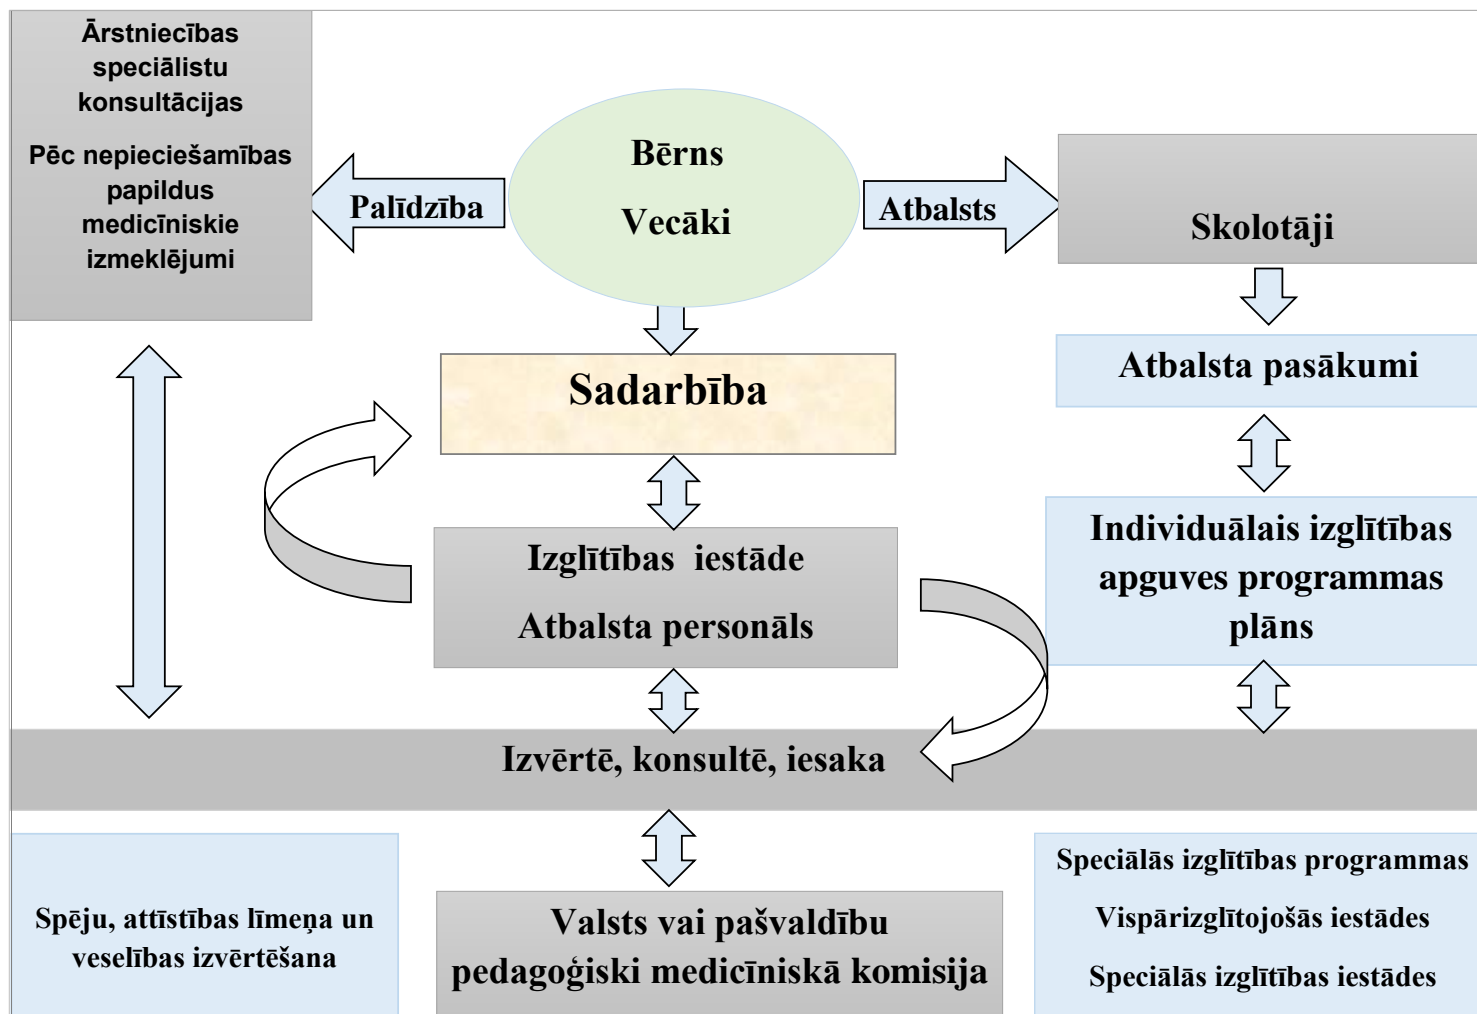 Ārstniecības
speciālistu
konsultācijas
Pēc nepieciešamības
papildus
medicīniskie
izmeklējumi
Palīdzība
Bērns
Vecāki
Atbalsts
Skolotāji
Sadarbība
Atbalsta pasākumi
Izglītības iestāde
Atbalsta personāls
Individuālais izglītības
apguves programmas
plāns
Izvērtē, konsultē, iesaka
Spēju, attīstības līmeņa un
veselības izvērtēšana
Valsts vai pašvaldību
pedagoģiski medicīniskā komisija
Speciālās izglītības programmas
Vispārizglītojošās iestādes
Speciālās izglītības iestādes